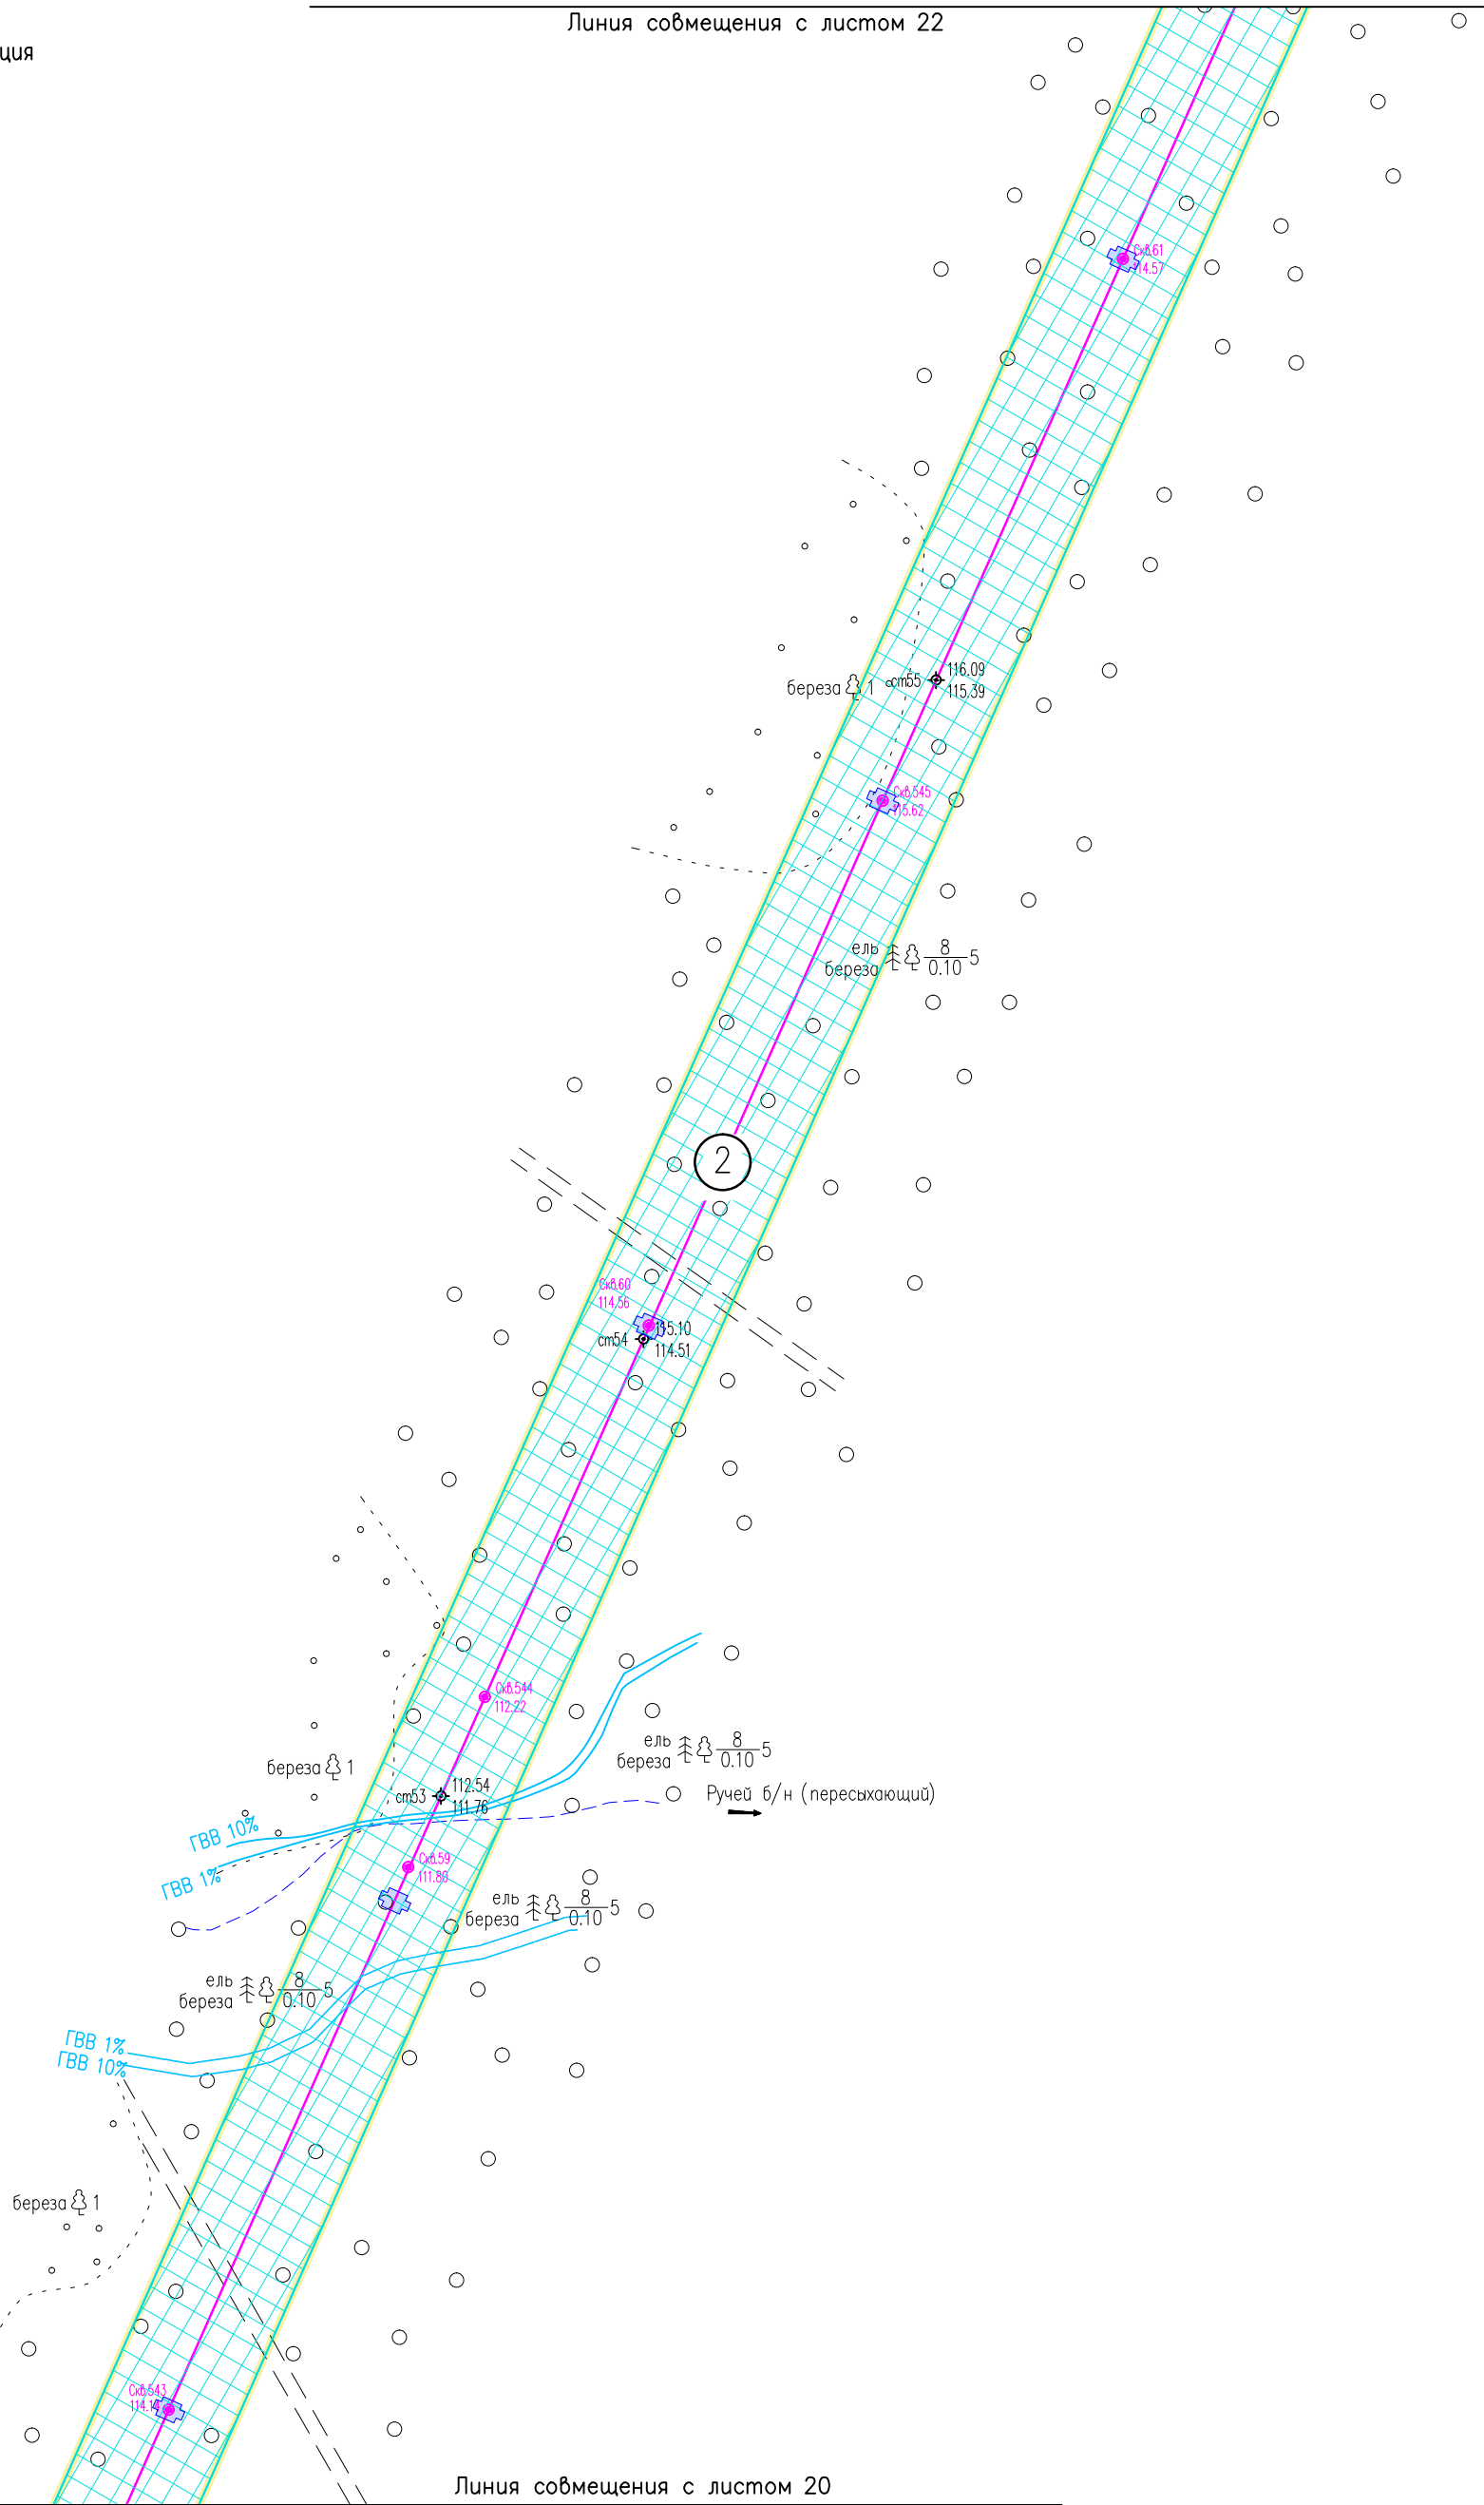 Линия совмещения с листом 22
ция
Скв.61
114.57
116.09
береза 1
ст55
115.39
Скв.545
115.62
ель
береза
8
0.10
5
2
Скв.60
114.56
115.10
ст54
114.51
Скв.544
112.22
ель
береза
8
0.10
5
береза 1
112.54
ст53
111.76
Ручей б/н (пересыхающий)
ГВВ 10%
ГВВ 1%
Скв.59
111.80
ель
береза
8
0.10
5
ель
береза
8
0.10
5
ГВВ 1%
ГВВ 10%
береза 1
Скв.543
114.14
Линия совмещения с листом 20